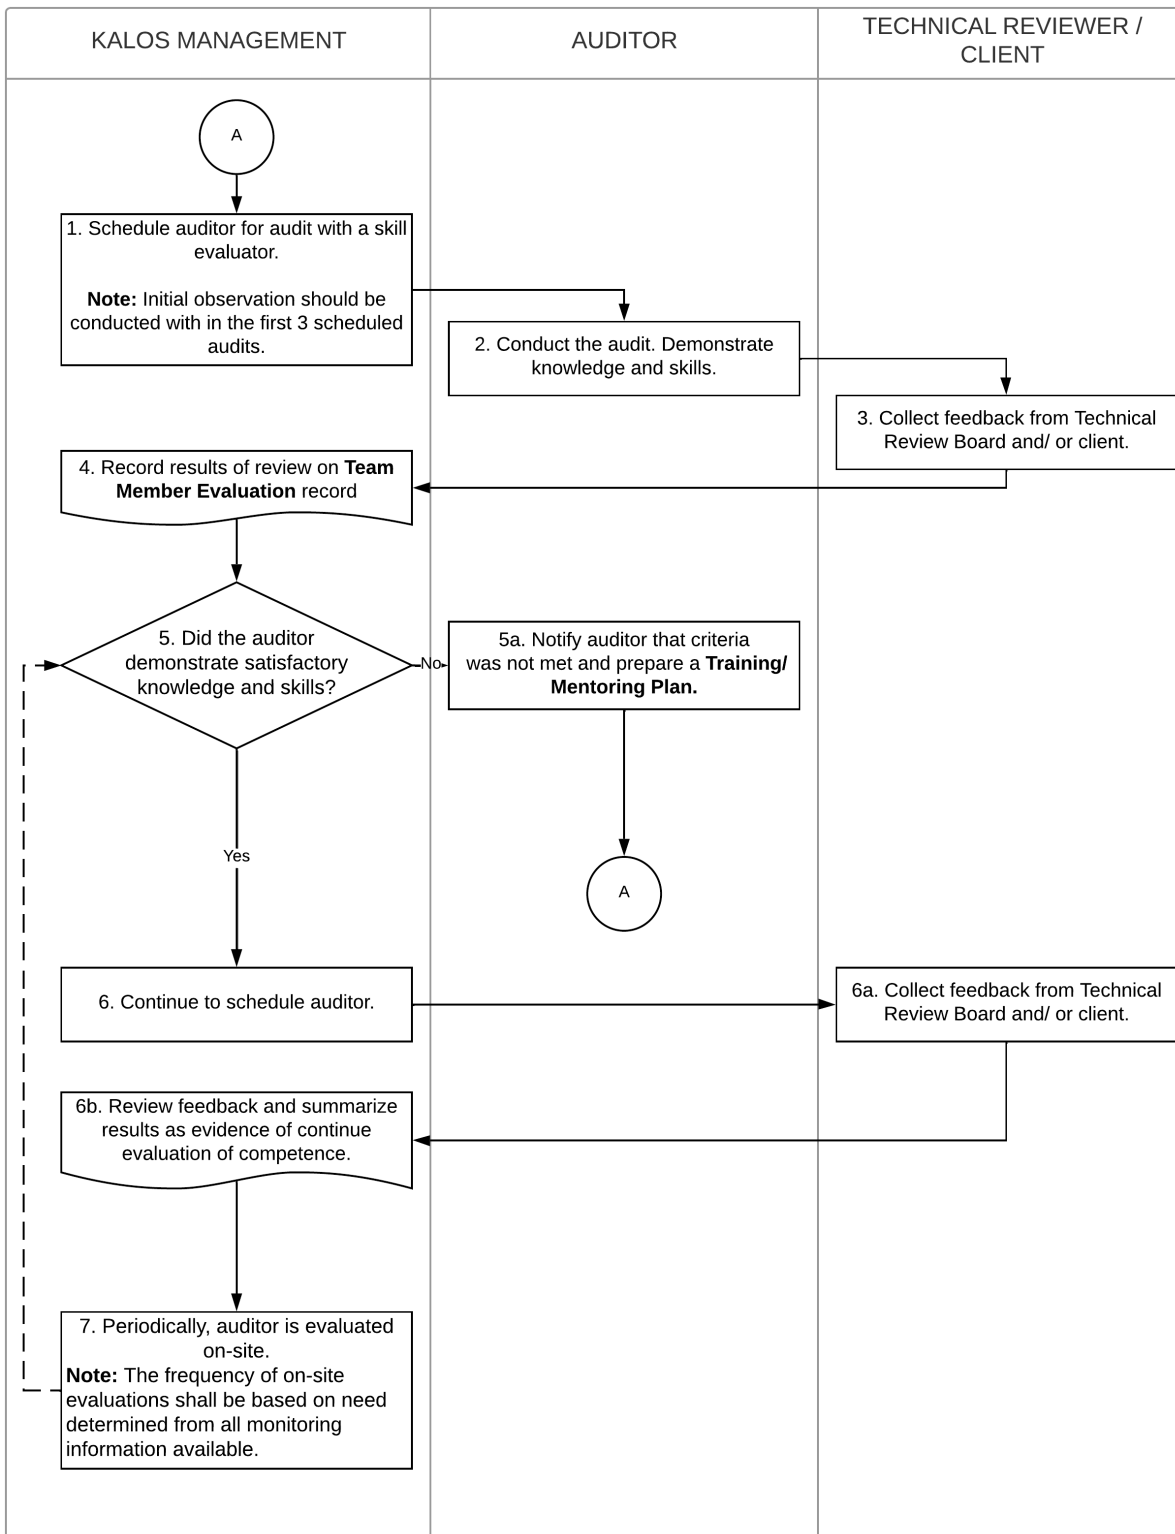 KALOS MANAGEMENT
AUDITOR
TECHNICAL REVIEWER /
CLIENT
A
1. Schedule auditor for audit with a skill
evaluator.
Note: Initial observation should be
conducted with in the first 3 scheduled
audits.
2. Conduct the audit. Demonstrate
knowledge and skills.
3. Collect feedback from Technical
Review Board and/ or client.
4. Record results of review on Team
Member Evaluation record
5. Did the auditor
demonstrate satisfactory
knowledge and skills?
No
5a. Notify auditor that criteria
was not met and prepare a Training/
Mentoring Plan.
Yes
A
6. Continue to schedule auditor.
6a. Collect feedback from Technical
Review Board and/ or client.
6b. Review feedback and summarize
results as evidence of continue
evaluation of competence.
7. Periodically, auditor is evaluated
on-site.
Note: The frequency of on-site
evaluations shall be based on need
determined from all monitoring
information available.